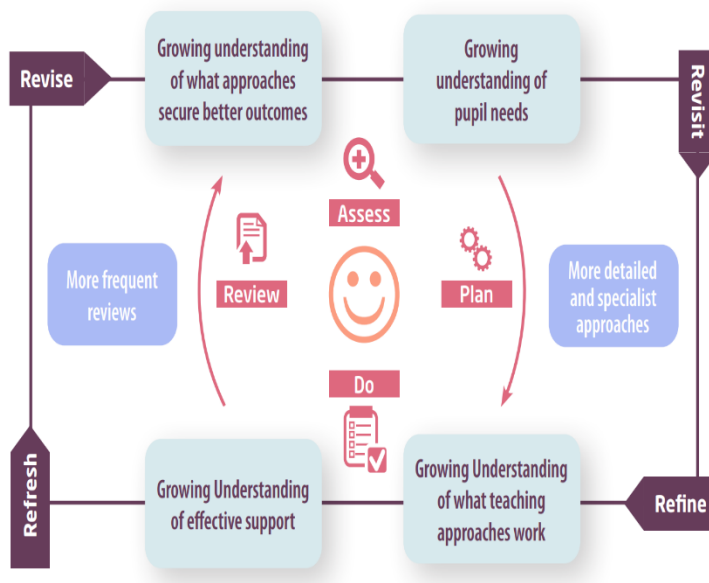 Revise
Growing understanding
of what approaches
secure better outcomes
Growing
understanding of
pupil needs
Revisit
Assess
Review
Plan
More frequent
reviews
More detailed
and specialist
approaches
Do
Refresh
Growing Understanding
of effective support
Growing Understanding
of what teaching
approaches work
Refine